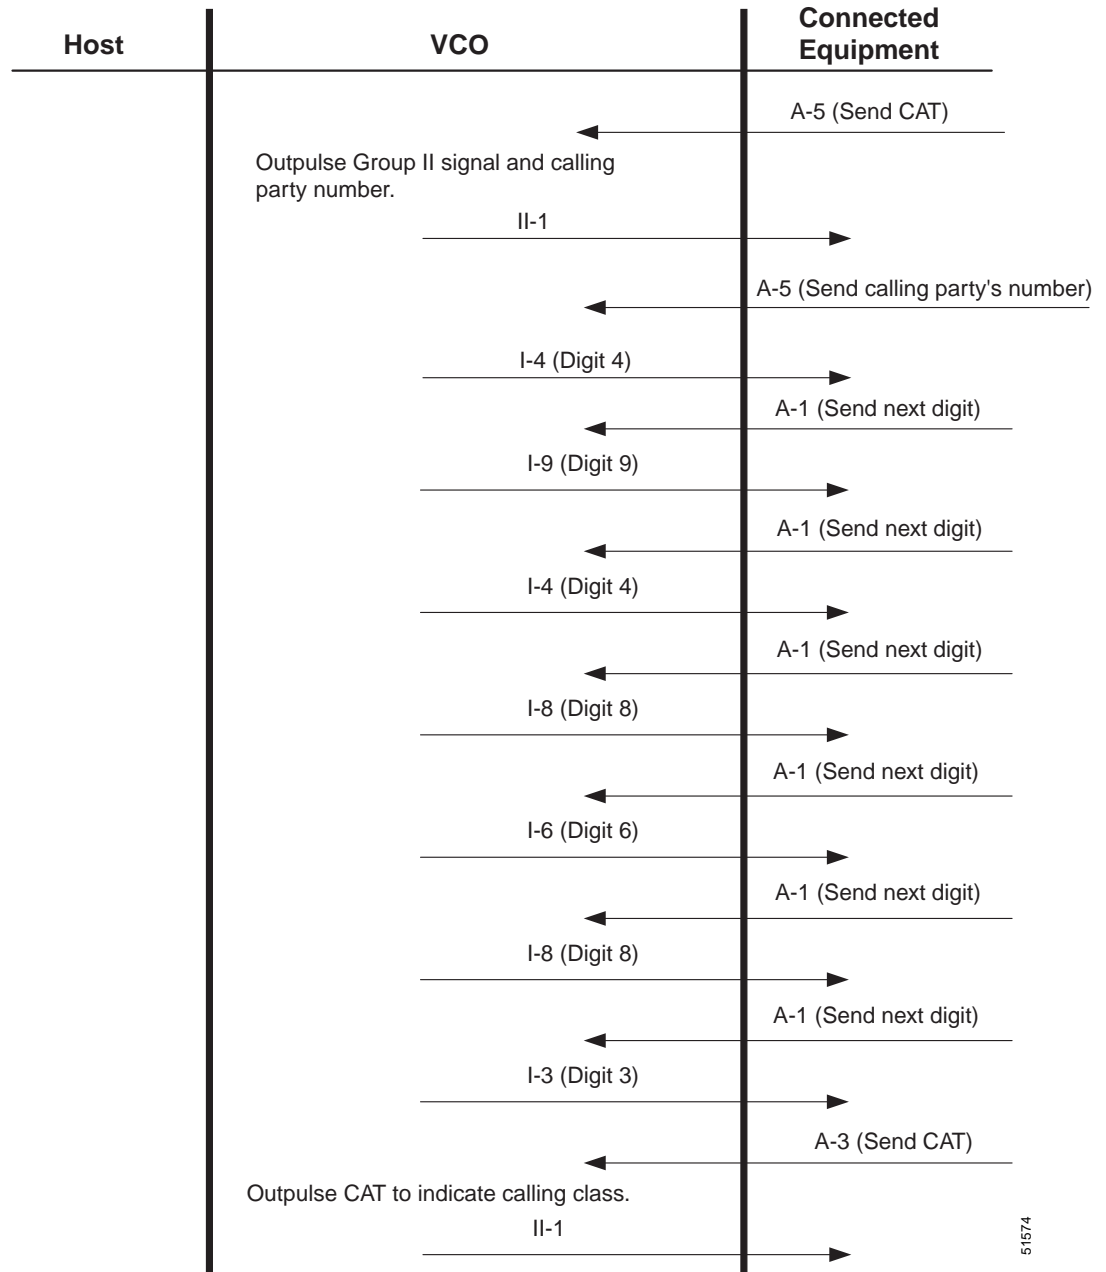 Host
VCO
Connected
Equipment
A-5 (Send CAT)
Outpulse Group II signal and calling
party number.
II-1
A-5 (Send calling party's number)
I-4 (Digit 4)
A-1 (Send next digit)
I-9 (Digit 9)
A-1 (Send next digit)
I-4 (Digit 4)
A-1 (Send next digit)
I-8 (Digit 8)
A-1 (Send next digit)
I-6 (Digit 6)
A-1 (Send next digit)
I-8 (Digit 8)
A-1 (Send next digit)
I-3 (Digit 3)
A-3 (Send CAT)
Outpulse CAT to indicate calling class.
II-1
51574